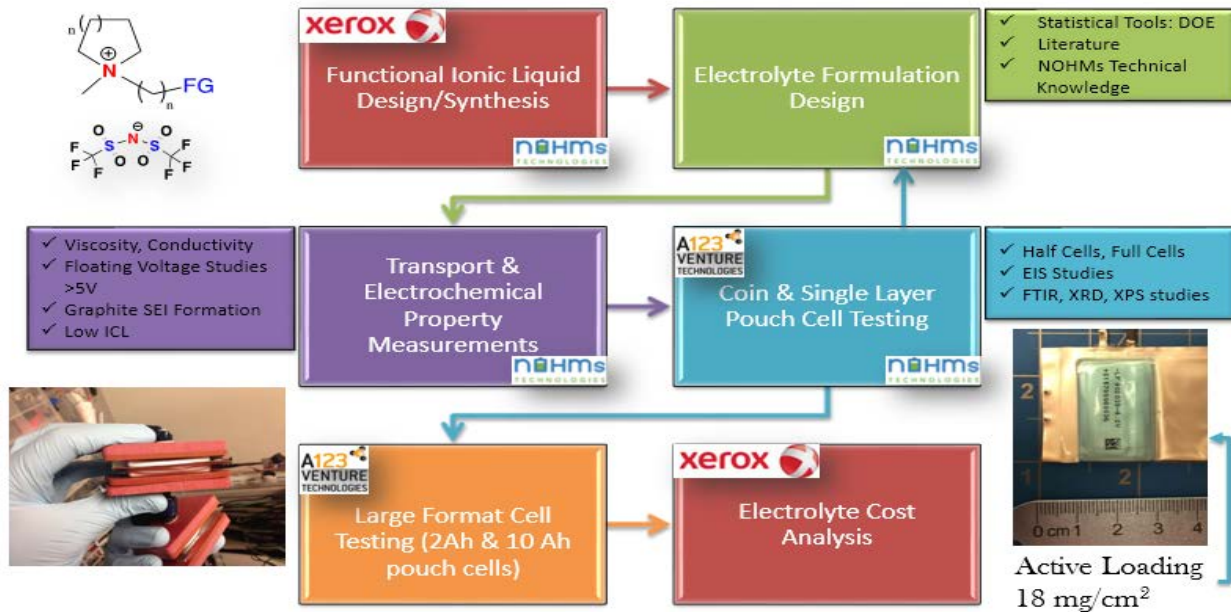 n
N
⊕
n
FG
O
N
⊖
O
F
S
S
F
F
O
O
F
F
F
xerox
Functional Ionic Liquid
Design/Synthesis
nOHMs
TECHNOLOGIES
Electrolyte Formulation
Design
nOHMs
TECHNOLOGIES
✓ Statistical Tools: DOE
✓ Literature
✓ NOHMs Technical
Knowledge
✓ Viscosity, Conductivity
✓ Floating Voltage Studies
>5V
✓ Graphite SEI Formation
✓ Low ICL
Transport &
Electrochemical
Property
Measurements
nOHMs
TECHNOLOGIES
A123
VENTURE
TECHNOLOGIES
Coin & Single Layer
Pouch Cell Testing
nOHMs
TECHNOLOGIES
✓ Half Cells, Full Cells
✓ EIS Studies
✓ FTIR, XRD, XPS studies
A123
VENTURE
TECHNOLOGIES
Large Format Cell
Testing (2Ah & 10 Ah
pouch cells)
xerox
Electrolyte Cost
Analysis
2
2
1
1
2
0 cm 1 2 3 4
Active Loading
18 mg/cm²